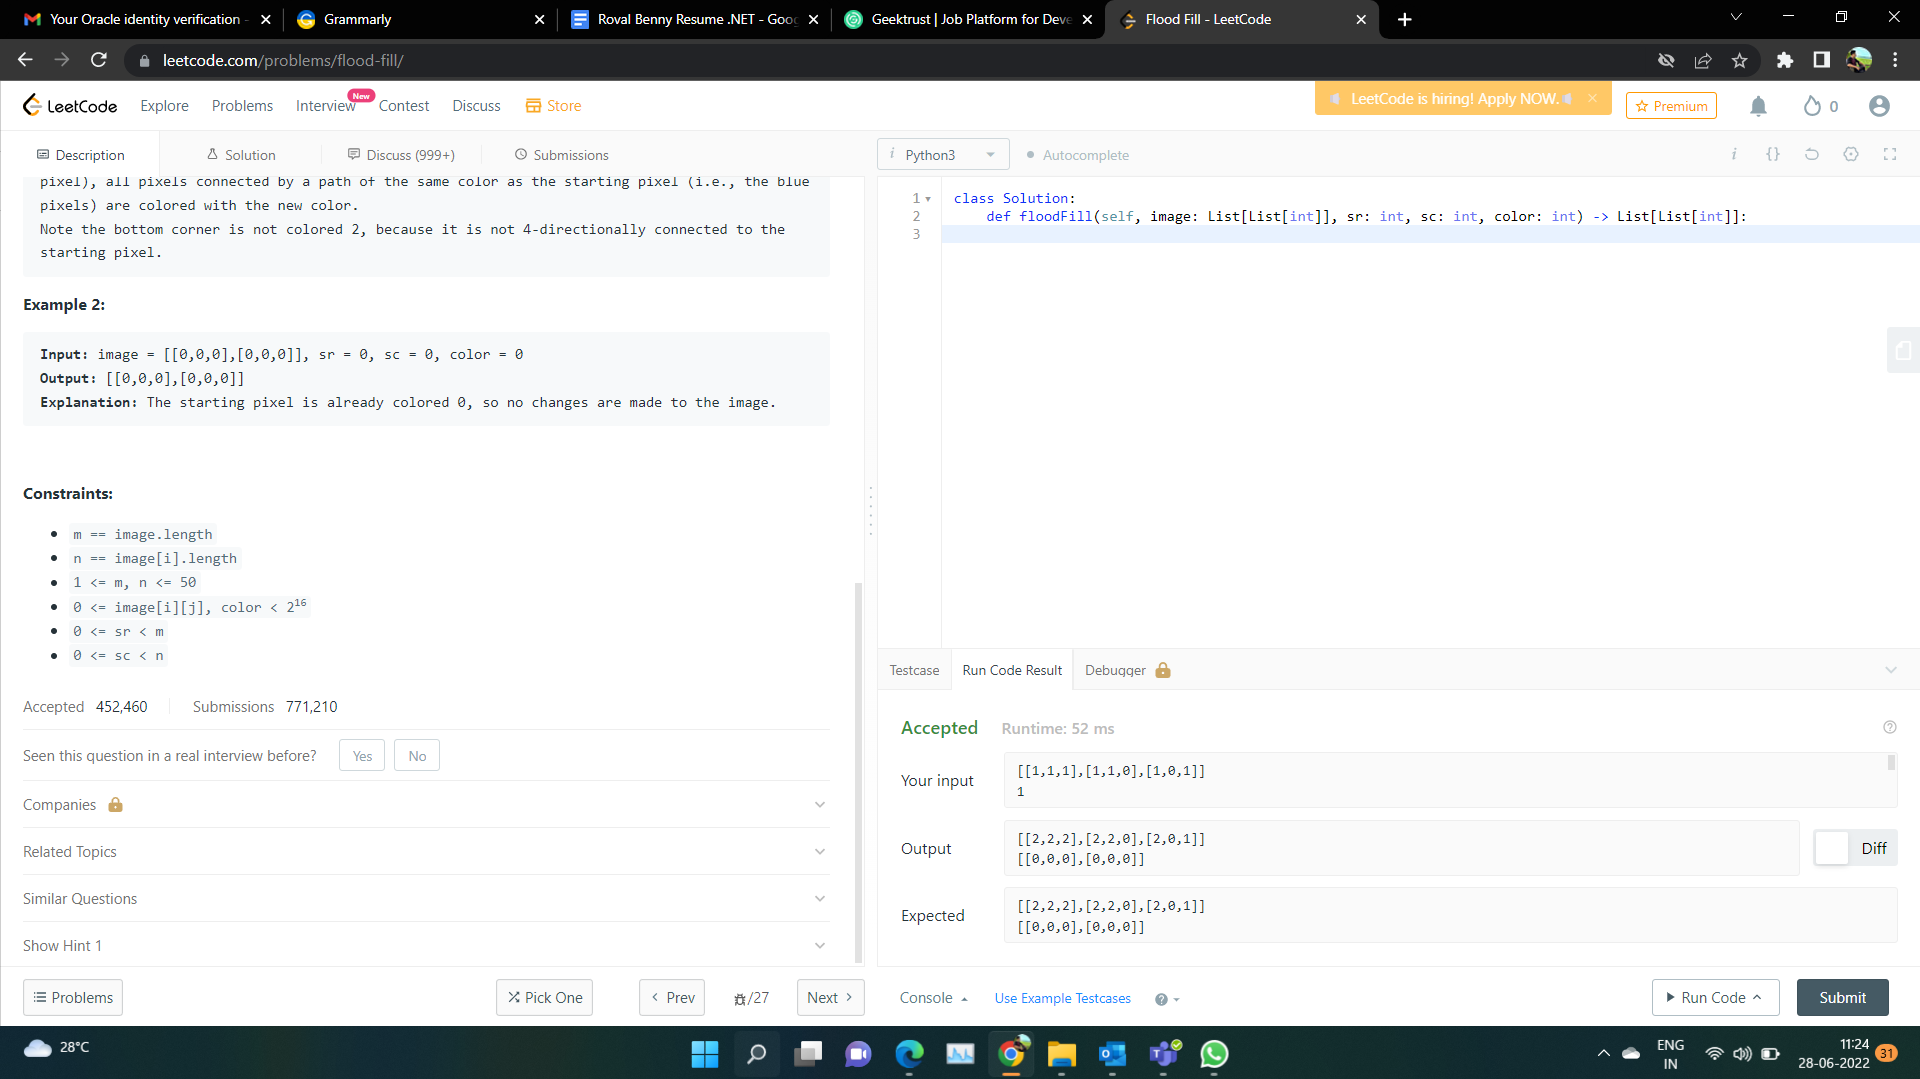 Your Oracle identity verification -
Grammarly
Roval Benny Resume .NET - Goog
Geektrust | Job Platform for Deve
Flood Fill - LeetCode
leetcode.com/problems/flood-fill/
LeetCode
Explore
Problems
Interview
New
Contest
Discuss
Store
LeetCode is hiring! Apply NOW.
Premium
0
Description
Solution
Discuss (999+)
Submissions
i Python3
Autocomplete
i {}
pixel), all pixels connected by a path of the same color as the starting pixel (i.e., the blue
pixels) are colored with the new color.
Note the bottom corner is not colored 2, because it is not 4-directionally connected to the
starting pixel.
Example 2:
Input: image = [[0,0,0],[0,0,0]], sr = 0, sc = 0, color = 0
Output: [[0,0,0],[0,0,0]]
Explanation: The starting pixel is already colored 0, so no changes are made to the image.
Constraints:
m == image.length
n == image[i].length
1 <= m, n <= 50
0 <= image[i][j], color < 2^16
0 <= sr < m
0 <= sc < n
Accepted 452,460
Submissions 771,210
Seen this question in a real interview before?
Yes
No
Companies
Related Topics
Similar Questions
Show Hint 1
Problems
Pick One
< Prev
/27
Next >
1 class Solution:
2 def floodFill(self, image: List[List[int]], sr: int, sc: int, color: int) -> List[List[int]]:
3
Testcase
Run Code Result
Debugger
Accepted
Runtime: 52 ms
Your input
[[1,1,1],[1,1,0],[1,0,1]]
1
Output
[[2,2,2],[2,2,0],[2,0,1]]
[[0,0,0],[0,0,0]]
Diff
Expected
[[2,2,2],[2,2,0],[2,0,1]]
[[0,0,0],[0,0,0]]
Console
Use Example Testcases
Run Code
Submit
28°C
ENG
IN
11:24
28-06-2022
31